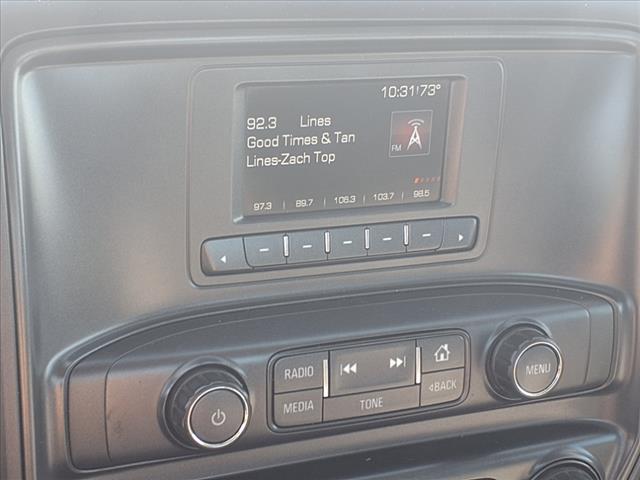 10:31/73°
92.3 Lines
Good Times & Tan
Lines-Zach Top
FM
97.3 | 89.7 | 106.3 | 103.7 | 98.5
RADIO
MEDIA
TONE
BACK
MENU